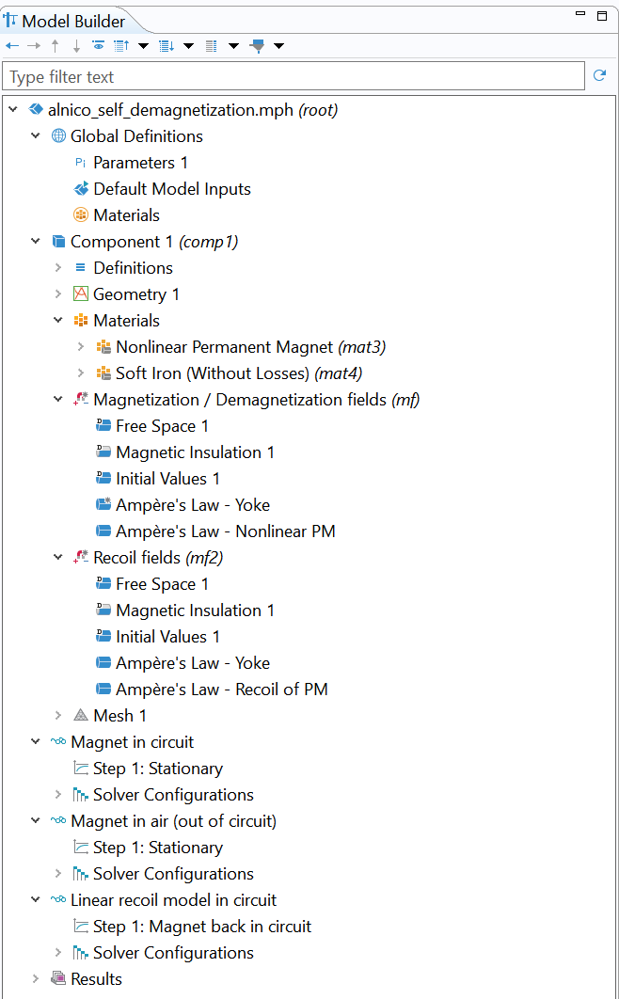 Model Builder
Type filter text
alnico_self_demagnetization.mph (root)
Global Definitions
Pi Parameters 1
Default Model Inputs
Materials
Component 1 (comp1)
Definitions
Geometry 1
Materials
Nonlinear Permanent Magnet (mat3)
Soft Iron (Without Losses) (mat4)
Magnetization / Demagnetization fields (mf)
D Free Space 1
D Magnetic Insulation 1
D Initial Values 1
D Ampère's Law - Yoke
Ampère's Law - Nonlinear PM
Recoil fields (mf2)
D Free Space 1
D Magnetic Insulation 1
D Initial Values 1
Ampère's Law - Yoke
Ampère's Law - Recoil of PM
Mesh 1
Magnet in circuit
Step 1: Stationary
Solver Configurations
Magnet in air (out of circuit)
Step 1: Stationary
Solver Configurations
Linear recoil model in circuit
Step 1: Magnet back in circuit
Solver Configurations
Results